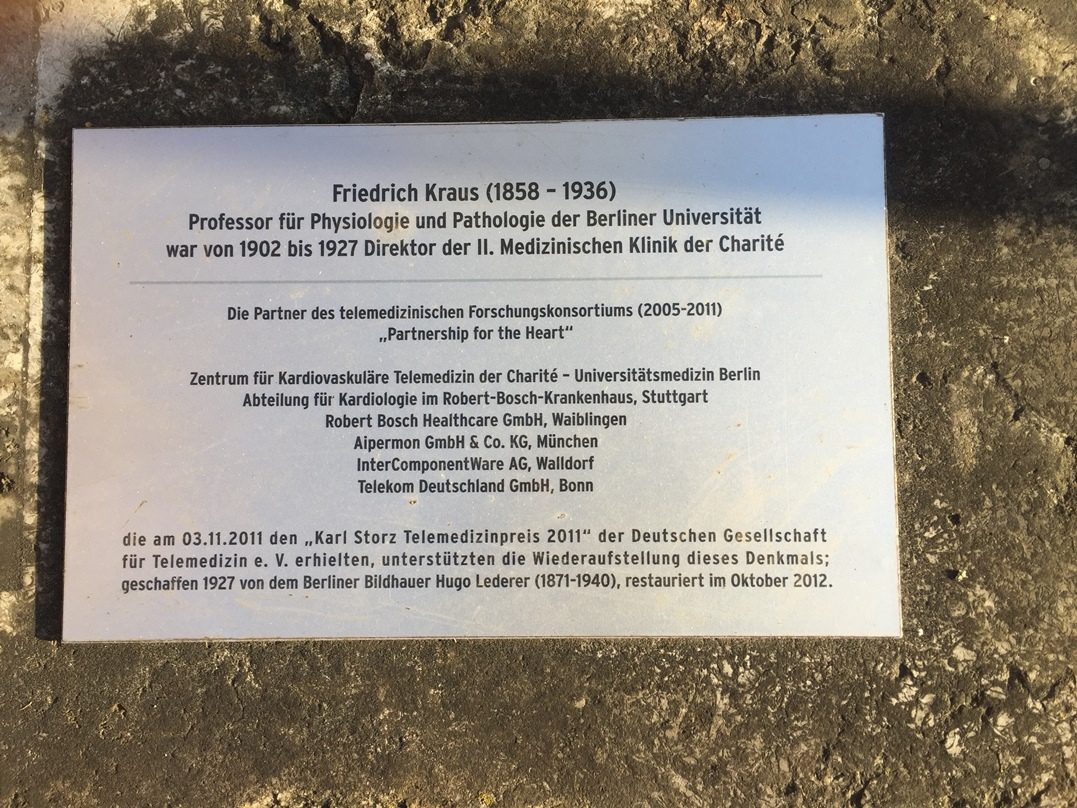 Friedrich Kraus (1858 – 1936)
Professor für Physiologie und Pathologie der Berliner Universität
war von 1902 bis 1927 Direktor der II. Medizinischen Klinik der Charité
Die Partner des telemedizinischen Forschungskonsortiums (2005-2011)
„Partnership for the Heart“
Zentrum für Kardiovaskuläre Telemedizin der Charité – Universitätsmedizin Berlin
Abteilung für Kardiologie im Robert-Bosch-Krankenhaus, Stuttgart
Robert Bosch Healthcare GmbH, Waiblingen
Aipermon GmbH & Co. KG, München
InterComponentWare AG, Walldorf
Telekom Deutschland GmbH, Bonn
die am 03.11.2011 den „Karl Storz Telemedizinpreis 2011“ der Deutschen Gesellschaft
für Telemedizin e. V. erhielten, unterstützten die Wiederaufstellung dieses Denkmals;
geschaffen 1927 von dem Berliner Bildhauer Hugo Lederer (1871-1940), restauriert im Oktober 2012.